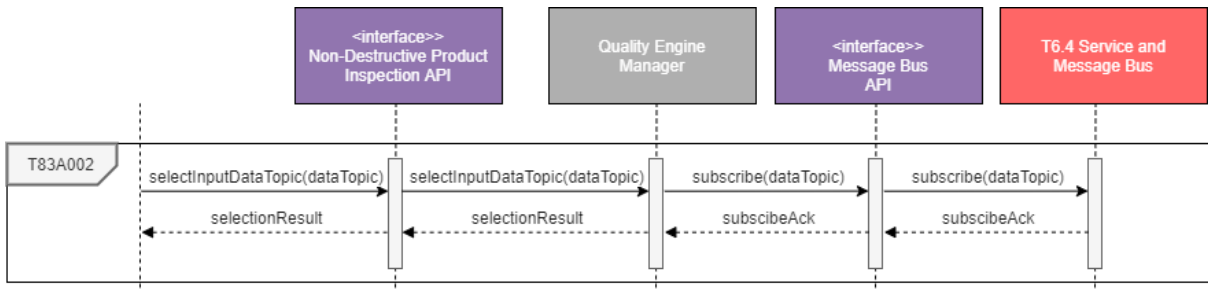 <interface>>
Non-Destructive Product
Inspection API
Quality Engine
Manager
<interface>>
Message Bus
API
T6.4 Service and
Message Bus
T83A002
selectInputDataTopic(dataTopic)
selectInputDataTopic(dataTopic)
subscribe(dataTopic)
subscribe(dataTopic)
selectionResult
selectionResult
subscibeAck
subscibeAck